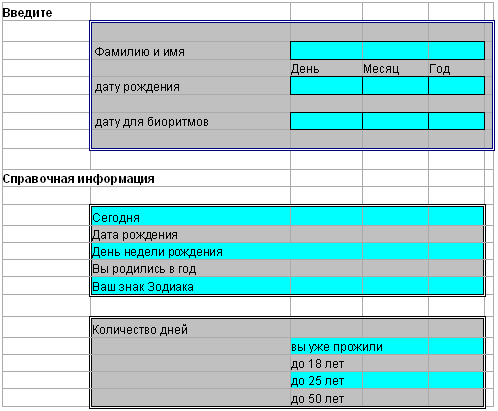 Введите
Фамилию и имя
День Месяц Год
дату рождения
дату для биоритмов
Справочная информация
Сегодня
Дата рождения
День недели рождения
Вы родились в год
Ваш знак Зодиака
Количество дней
вы уже прожили
до 18 лет
до 25 лет
до 50 лет